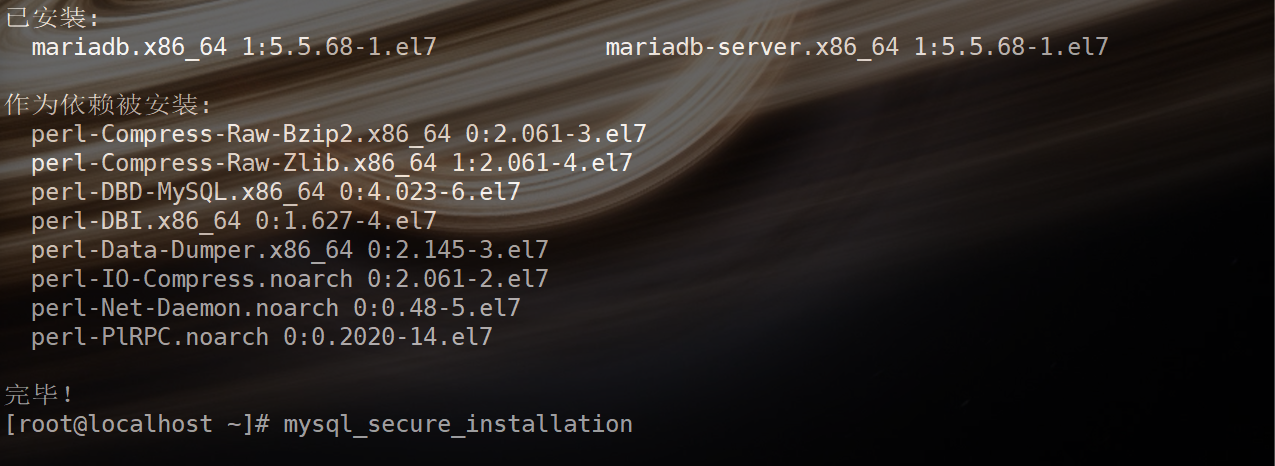 已安装:
mariadb.x86_64 1:5.5.68-1.el7 mariadb-server.x86_64 1:5.5.68-1.el7
作为依赖被安装:
perl-Compress-Raw-Bzip2.x86_64 0:2.061-3.el7
perl-Compress-Raw-Zlib.x86_64 1:2.061-4.el7
perl-DBD-MySQL.x86_64 0:4.023-6.el7
perl-DBI.x86_64 0:1.627-4.el7
perl-Data-Dumper.x86_64 0:2.145-3.el7
perl-IO-Compress.noarch 0:2.061-2.el7
perl-Net-Daemon.noarch 0:0.48-5.el7
perl-PlRPC.noarch 0:0.2020-14.el7
完毕!
[root@localhost ~]# mysql_secure_installation